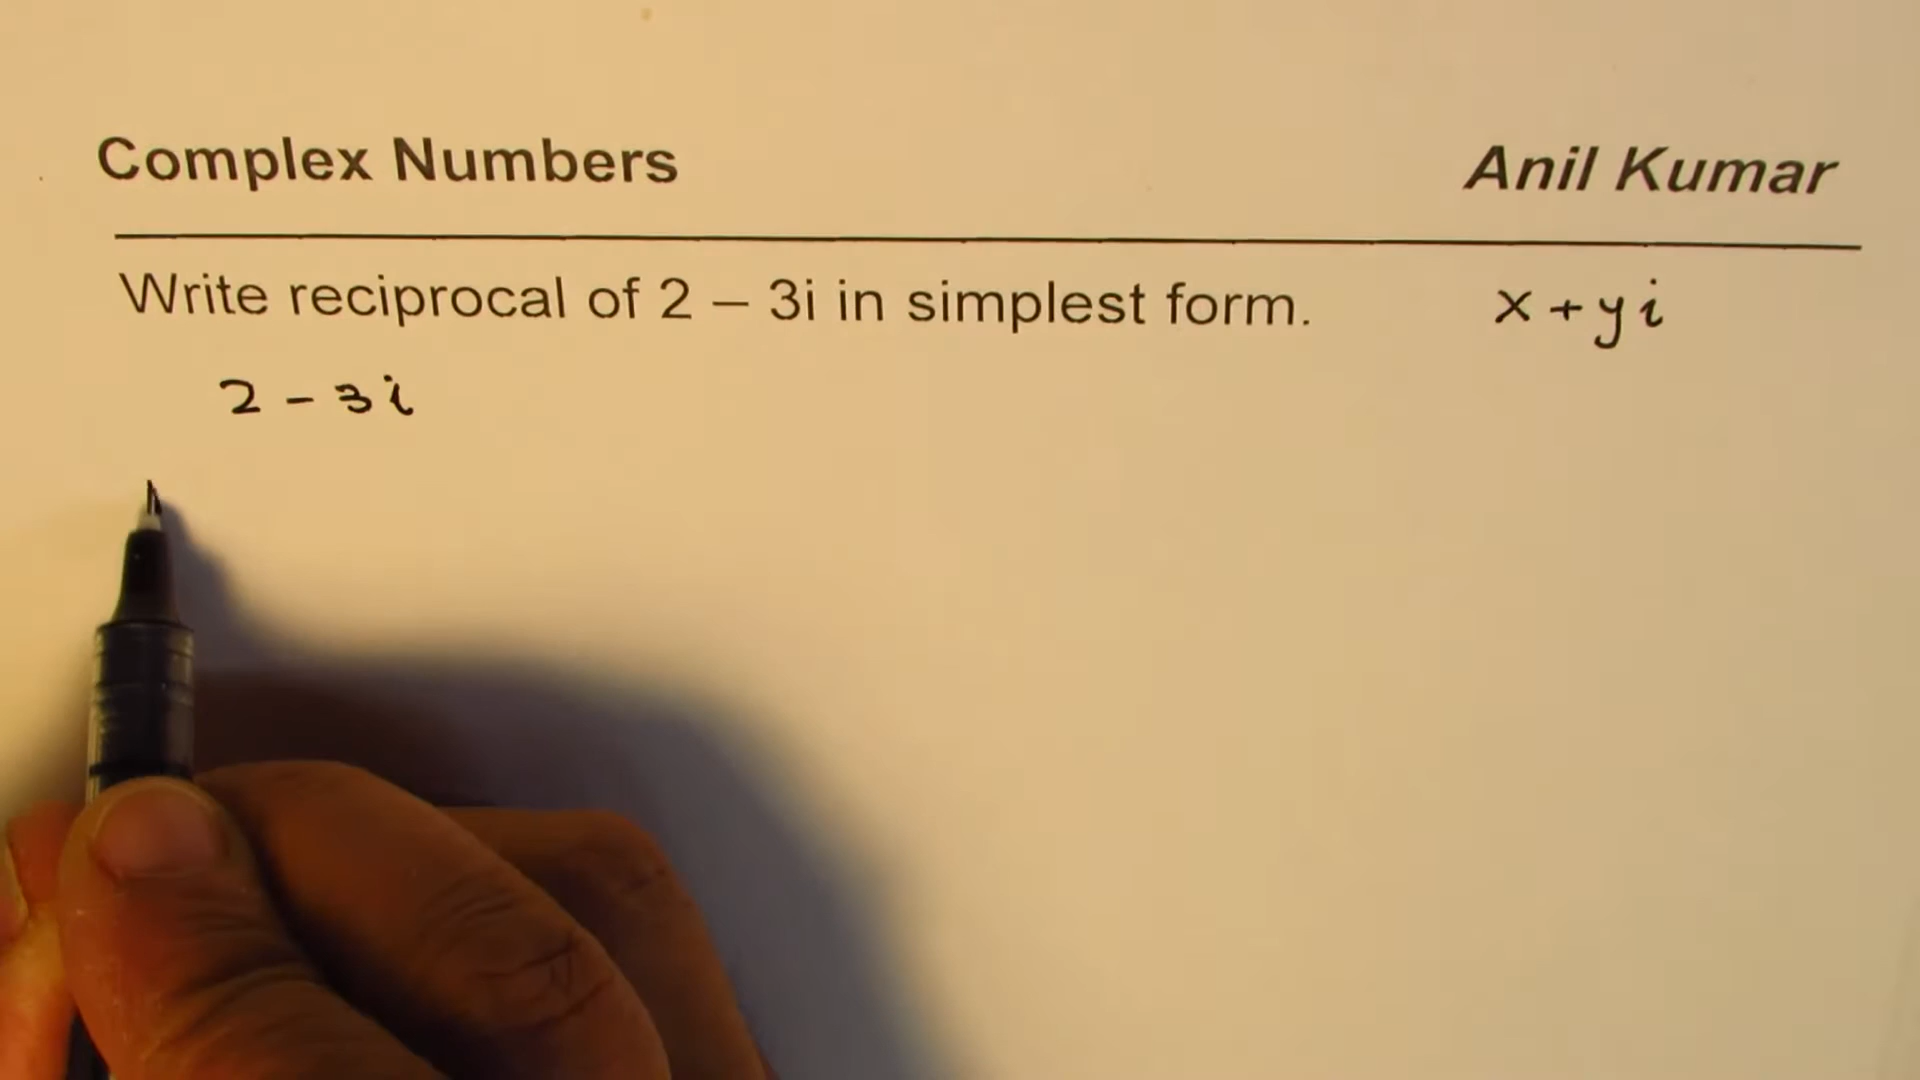 Complex Numbers Anil Kumar
Write reciprocal of 2 – 3i in simplest form. x + yi
2 - 3i